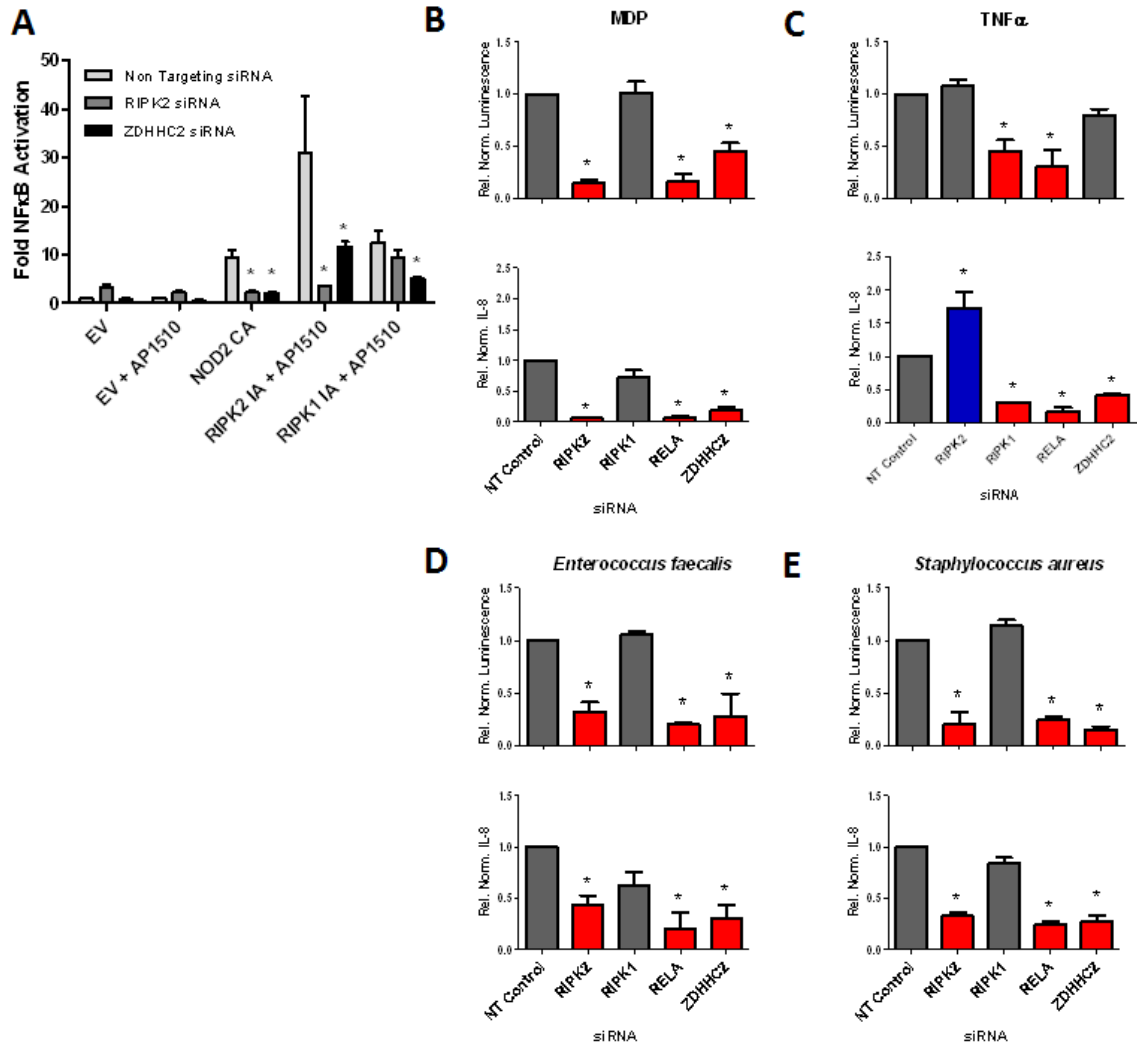 A
Non Targeting siRNA
RIPK2 siRNA
ZDHHC2 siRNA
Fold NFκB Activation
50
40
30
20
10
0
* * * * *
EV
EV + AP1510
NOD2 CA
RIPK2 IA + AP1510
RIPK1 IA + AP1510
B
MDP
Rel. Norm. Luminescence
1.5
1.0
0.5
0.0
* * *
Rel. Norm. IL-8
2.5
2.0
1.5
1.0
0.5
0.0
* * *
NT Control
RIPK2
RIPK1
RELA
ZDHHC2
siRNA
C
TNFα
Rel. Norm. Luminescence
1.5
1.0
0.5
0.0
* *
Rel. Norm. IL-8
2.5
2.0
1.5
1.0
0.5
0.0
* * * *
NT Control
RIPK2
RIPK1
RELA
ZDHHC2
siRNA
D
Enterococcus faecalis
Rel. Norm. Luminescence
1.5
1.0
0.5
0.0
* * *
Rel. Norm. IL-8
1.5
1.0
0.5
0.0
* * *
NT Control
RIPK2
RIPK1
RELA
ZDHHC2
siRNA
E
Staphylococcus aureus
Rel. Norm. Luminescence
1.5
1.0
0.5
0.0
* * *
Rel. Norm. IL-8
1.5
1.0
0.5
0.0
* * *
NT Control
RIPK2
RIPK1
RELA
ZDHHC2
siRNA